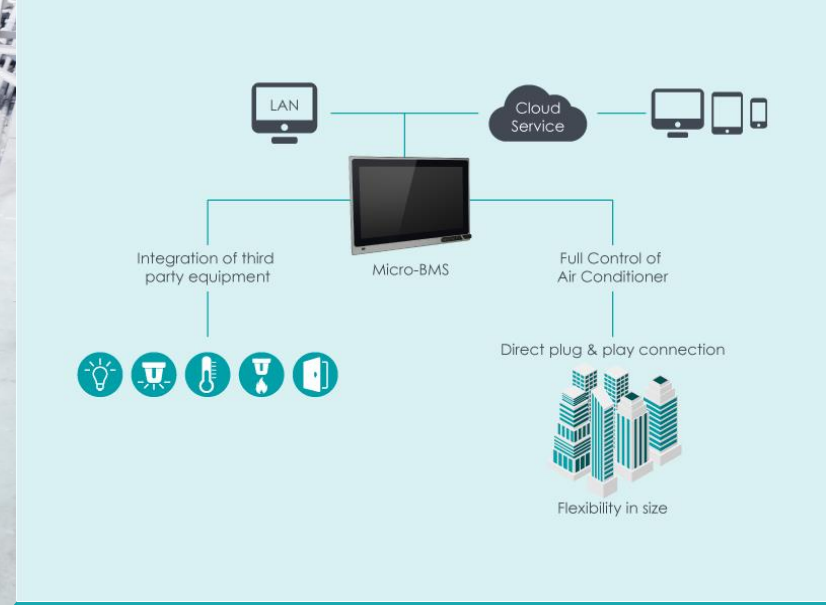 LAN
Cloud
Service
Micro-BMS
Integration of third
party equipment
Full Control of
Air Conditioner
Direct plug & play connection
Flexibility in size